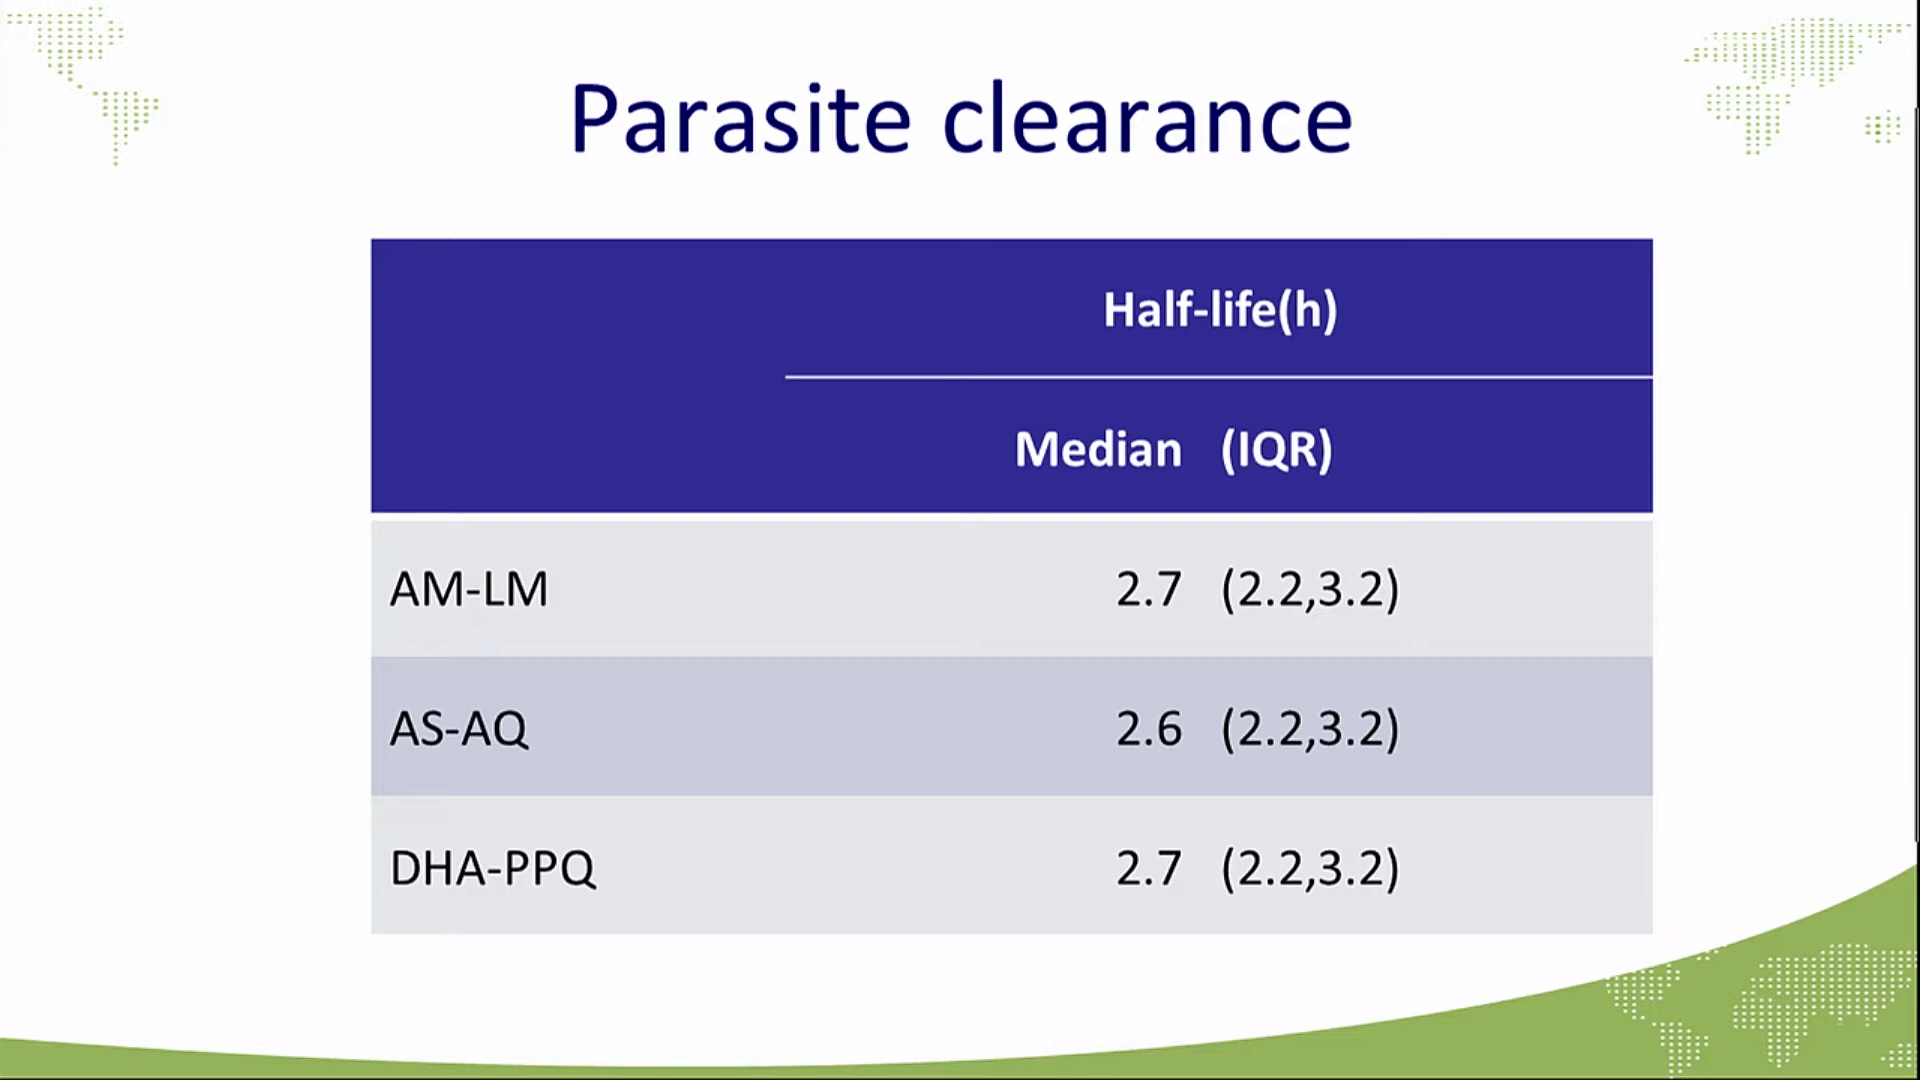 Parasite clearance
Half-life(h)
Median (IQR)
AM-LM 2.7 (2.2,3.2)
AS-AQ 2.6 (2.2,3.2)
DHA-PPQ 2.7 (2.2,3.2)